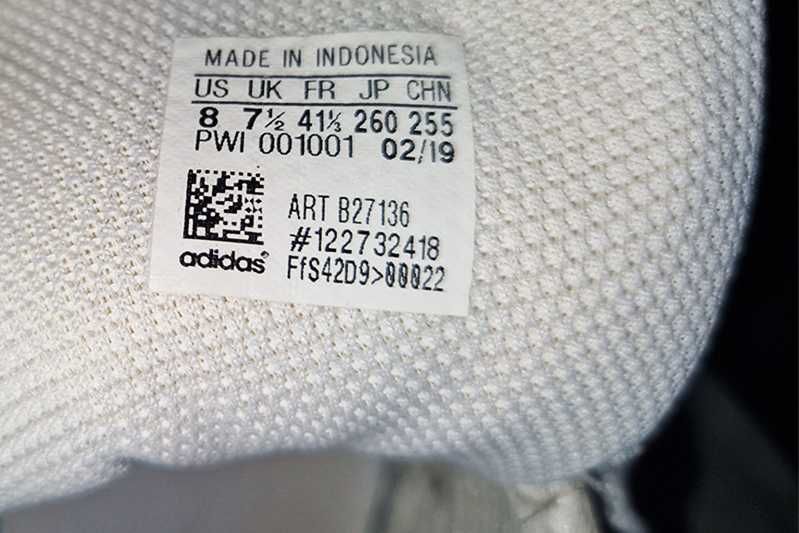 MADE IN INDONESIA
US UK FR JP CHN
8 7½ 41⅓ 260 255
PWI 001001 02/19
ART B27136
#122732418
adidas FfS42D9>00022